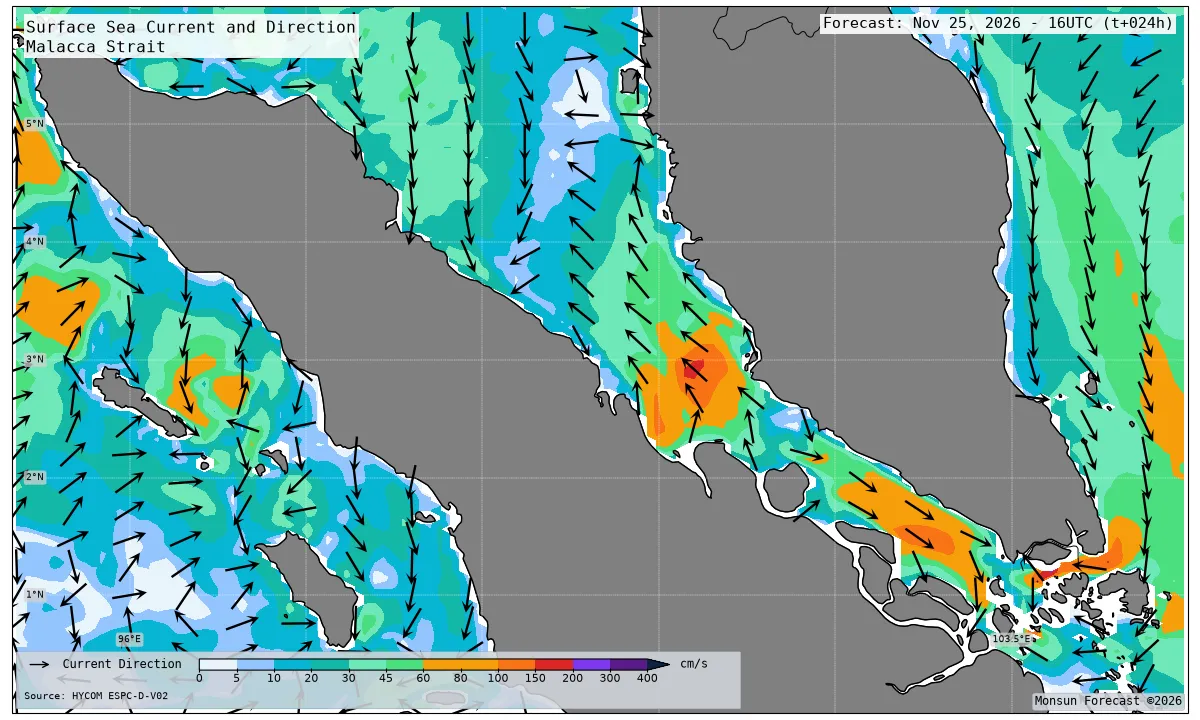 Surface Sea Current and Direction
Malacca Strait
Forecast: Nov 25, 2026 - 16UTC (t+024h)
5°N
4°N
3°N
2°N
1°N
96°E
103.5°E
Current Direction
0 5 10 20 30 45 60 80 100 150 200 300 400
cm/s
Source: HYCOM ESPC-D-V02
Monsun Forecast ©2026